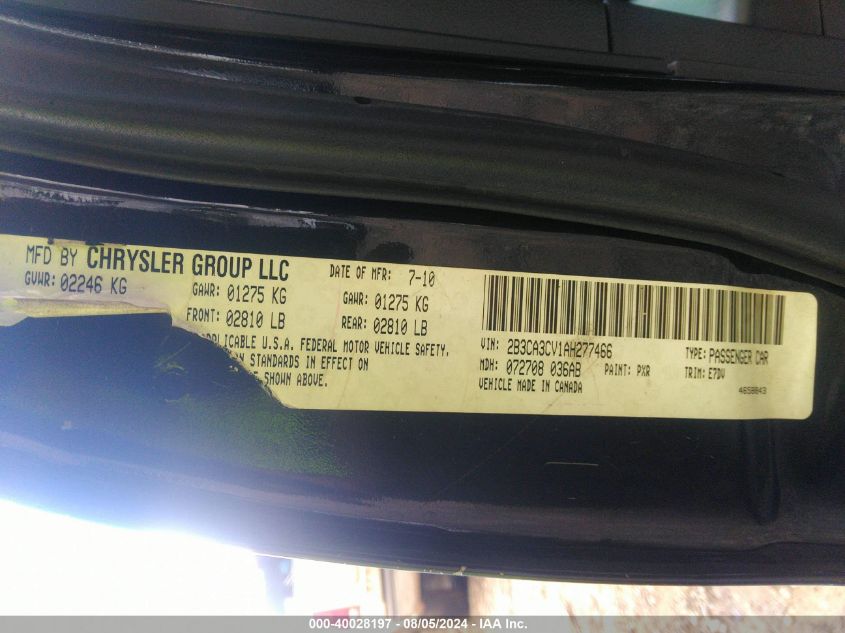 MFD BY CHRYSLER GROUP LLC DATE OF MFR: 7-10
GVWR: 02246 KG GAWR: 01275 KG GAWR: 01275 KG
FRONT: 02810 LB REAR: 02810 LB
APPLICABLE U.S.A. FEDERAL MOTOR VEHICLE SAFETY,
STANDARDS IN EFFECT ON
SHOWN ABOVE.
VIN: 2B3CA3CV1AH277466 TYPE: PASSENGER CAR
MDH: 072708 036AB PAINT: PXR TRIM: E7DV
VEHICLE MADE IN CANADA 4658843
000-40028197 - 08/05/2024 - IAA Inc.